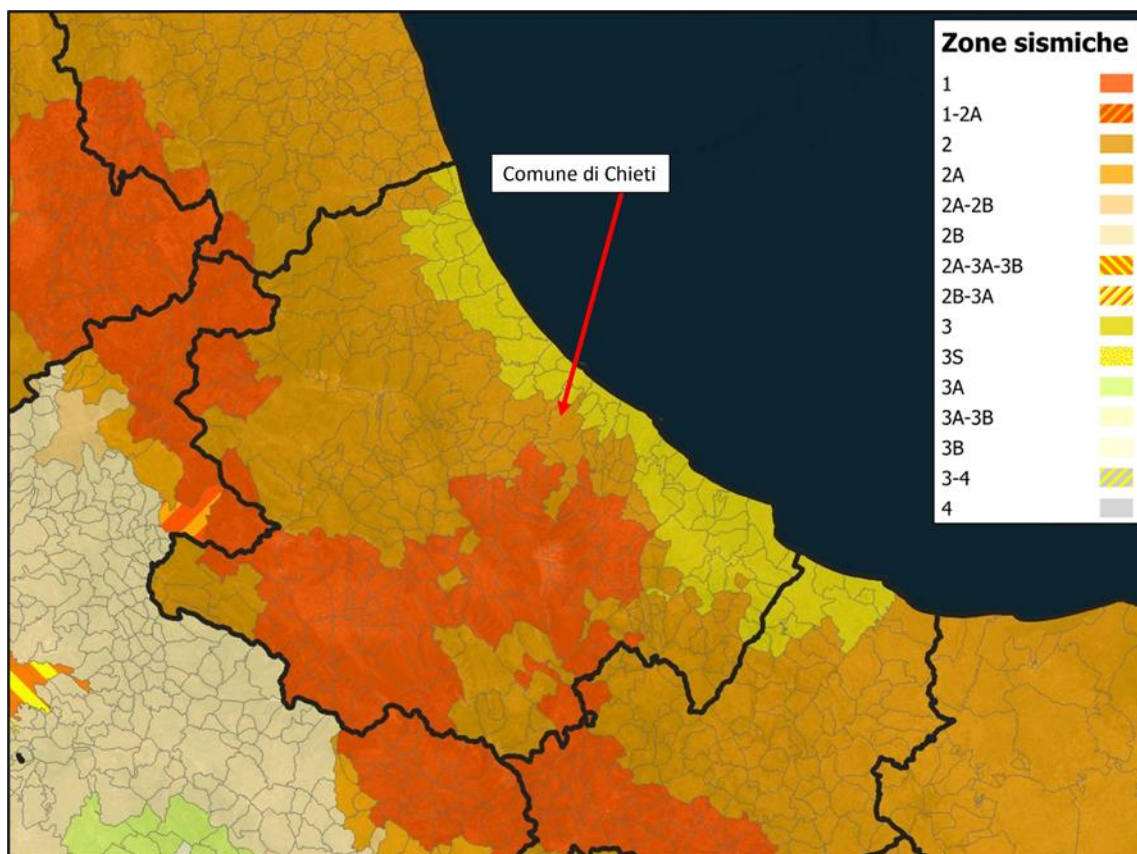 Comune di Chieti
Zone sismiche
1
1-2A
2
2A
2A-2B
2B
2A-3A-3B
2B-3A
3
3S
3A
3A-3B
3B
3-4
4